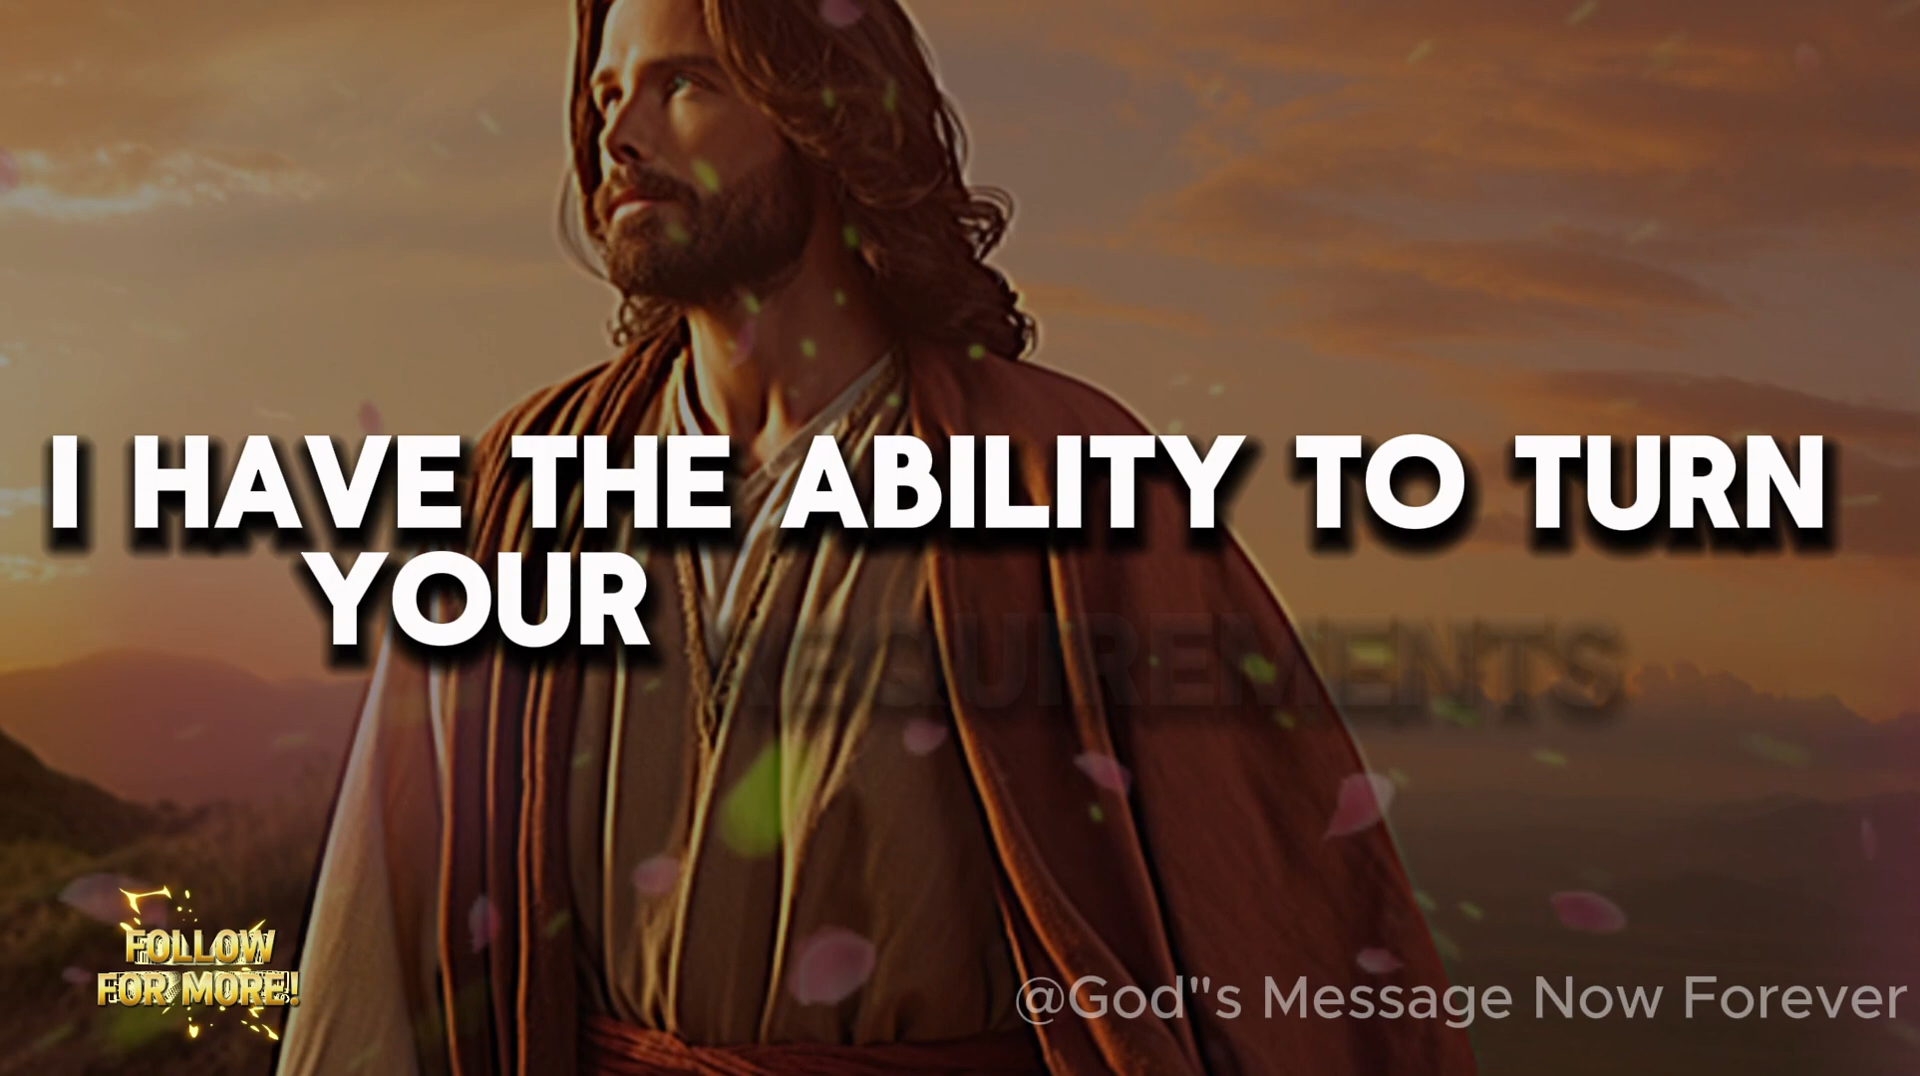 I HAVE THE ABILITY TO TURN
YOUR REQUIREMENTS
FOLLOW
FOR MORE!
@God"s Message Now Forever